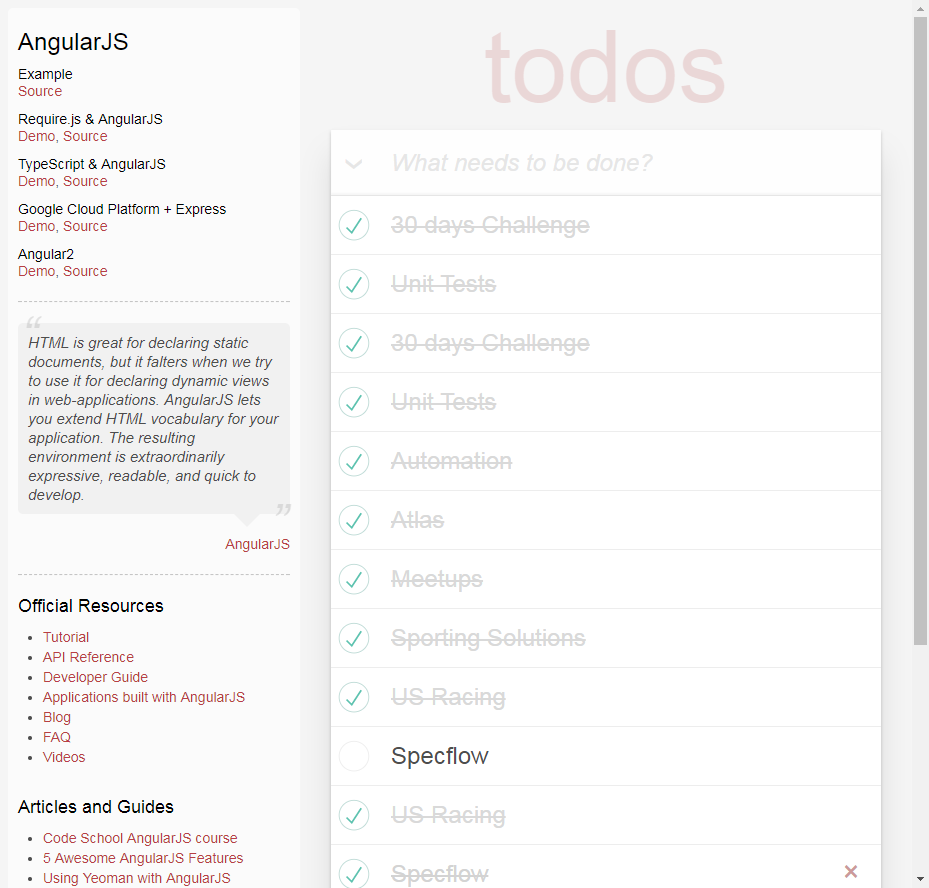 AngularJS
Example
Source
Require.js & AngularJS
Demo, Source
TypeScript & AngularJS
Demo, Source
Google Cloud Platform + Express
Demo, Source
Angular2
Demo, Source
“
HTML is great for declaring static
documents, but it falters when we try
to use it for declaring dynamic views
in web-applications. AngularJS lets
you extend HTML vocabulary for your
application. The resulting
environment is extraordinarily
expressive, readable, and quick to
develop.
”
AngularJS
Official Resources
• Tutorial
• API Reference
• Developer Guide
• Applications built with AngularJS
• Blog
• FAQ
• Videos
Articles and Guides
• Code School AngularJS course
• 5 Awesome AngularJS Features
• Using Yeoman with AngularJS
todos
What needs to be done?
30 days Challenge
Unit Tests
30 days Challenge
Unit Tests
Automation
Atlas
Meetups
Sporting Solutions
US Racing
Specflow
US Racing
Specflow ×